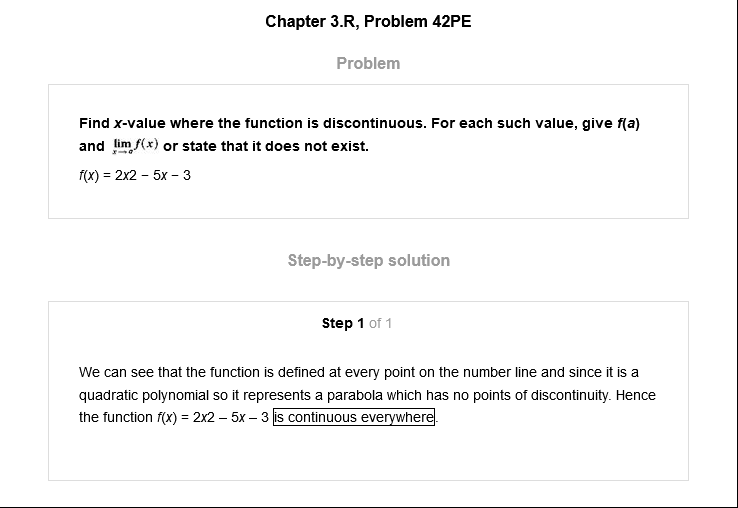 Chapter 3.R, Problem 42PE
Problem
Find x-value where the function is discontinuous. For each such value, give f(a)
and lim x→a f(x) or state that it does not exist.
f(x) = 2x2 – 5x – 3
Step-by-step solution
Step 1 of 1
We can see that the function is defined at every point on the number line and since it is a
quadratic polynomial so it represents a parabola which has no points of discontinuity. Hence
the function f(x) = 2x2 – 5x – 3 is continuous everywhere.